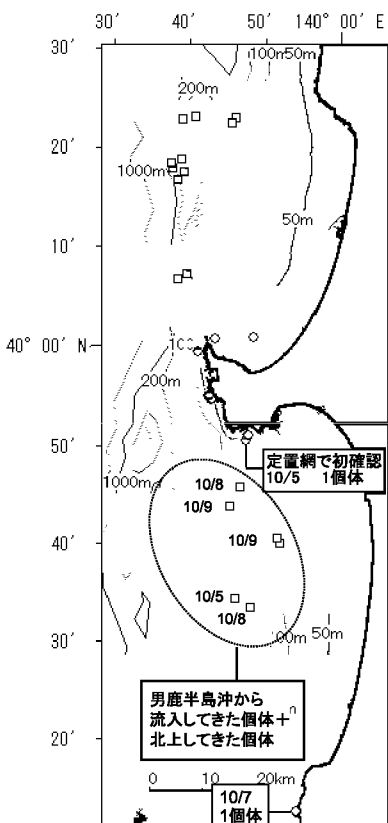 30′ 40′ 50′ 140° 00′ E
30′
100m 50m
200m
20′
1000m
50m
10′
40° 00′ N
100
200m
50′
定置網で初確認
10/5 1個体
1000m
10/8
10/9
40′
10/9
10/5
10/8
30′
00m 50m
男鹿半島沖から
流入してきた個体＋n
北上してきた個体
20′
0 10 20km
10/7
1個体